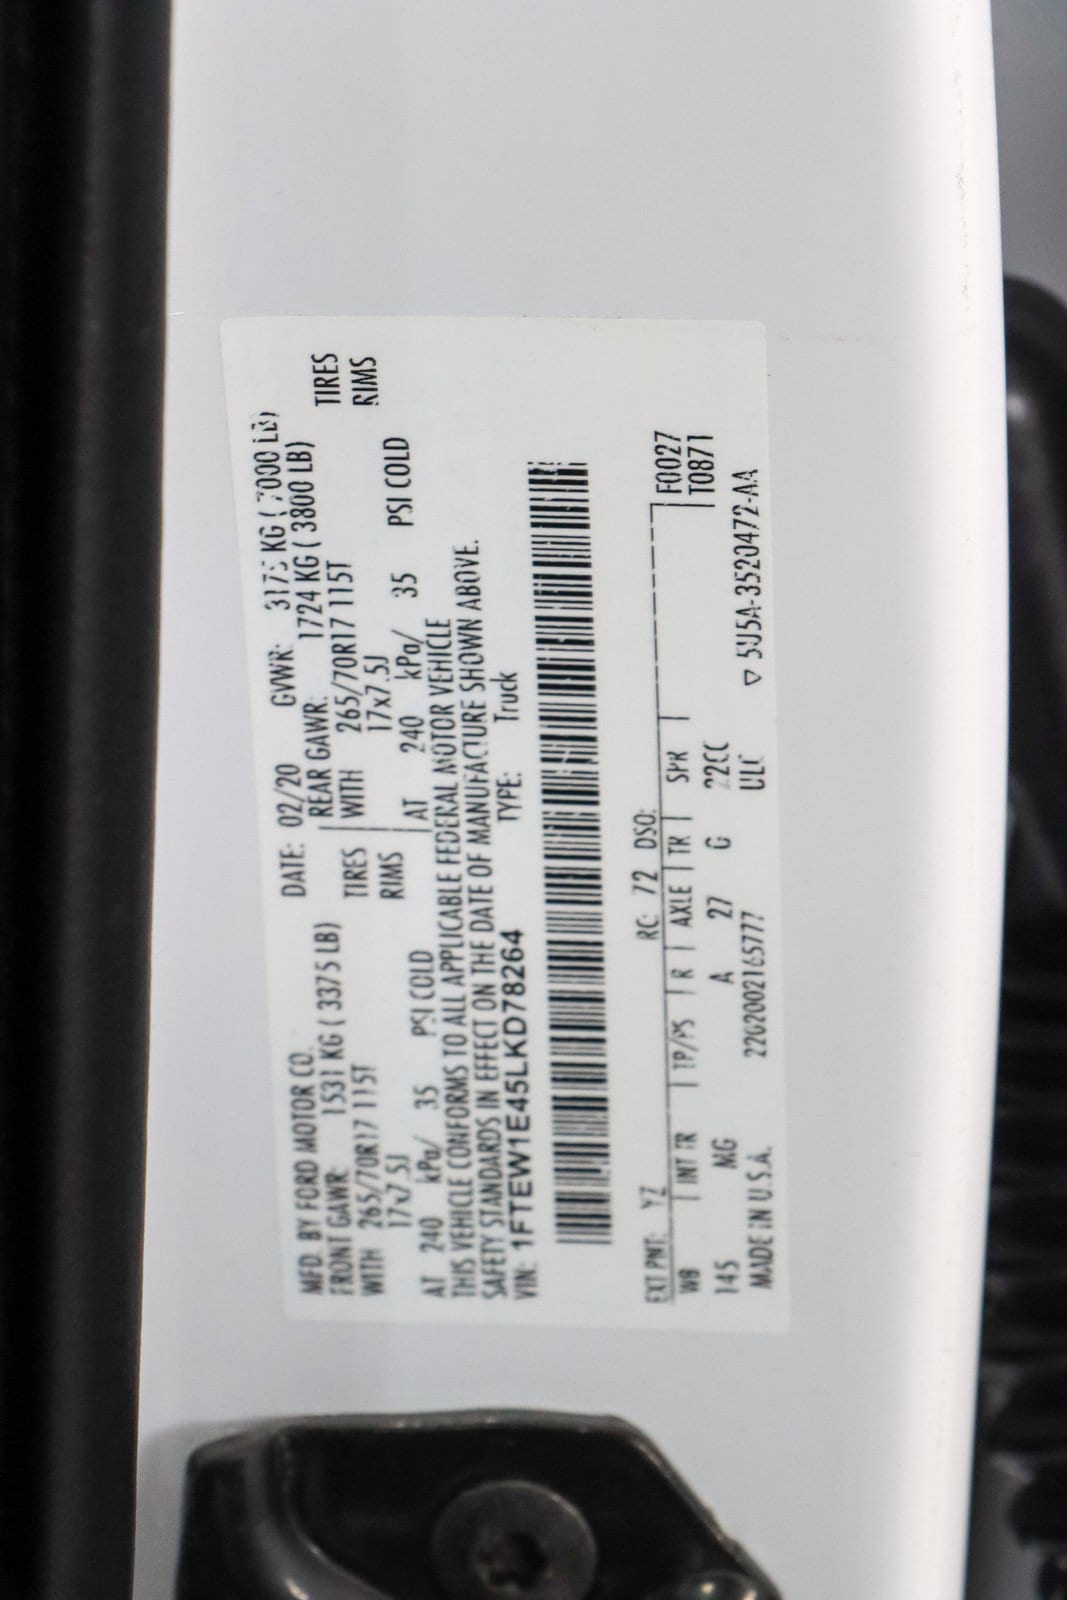 MFD. BY FORD MOTOR CO. DATE: 02/20 GVWR: 3175 KG ( 7000 LB)
FRONT GAWR: 1531 KG ( 3375 LB) REAR GAWR: 1724 KG ( 3800 LB)
WITH 265/70R17 115T TIRES WITH 265/70R17 115T TIRES
17x7.5J RIMS 17x7.5J RIMS
AT 240 kPa/ 35 PSI COLD AT 240 kPa/ 35 PSI COLD
THIS VEHICLE CONFORMS TO ALL APPLICABLE FEDERAL MOTOR VEHICLE
SAFETY STANDARDS IN EFFECT ON THE DATE OF MANUFACTURE SHOWN ABOVE.
VIN: 1FTEW1E45LKD78264 TYPE: Truck
EXT PNT: YZ RC: 72 DSO: F0027
WB INT TR TP/PS R AXLE TR SPR T0871
145 MG A 27 G
MADE IN U.S.A. 22G2002165777 ULC ▽ 5U5A-3520472-AA